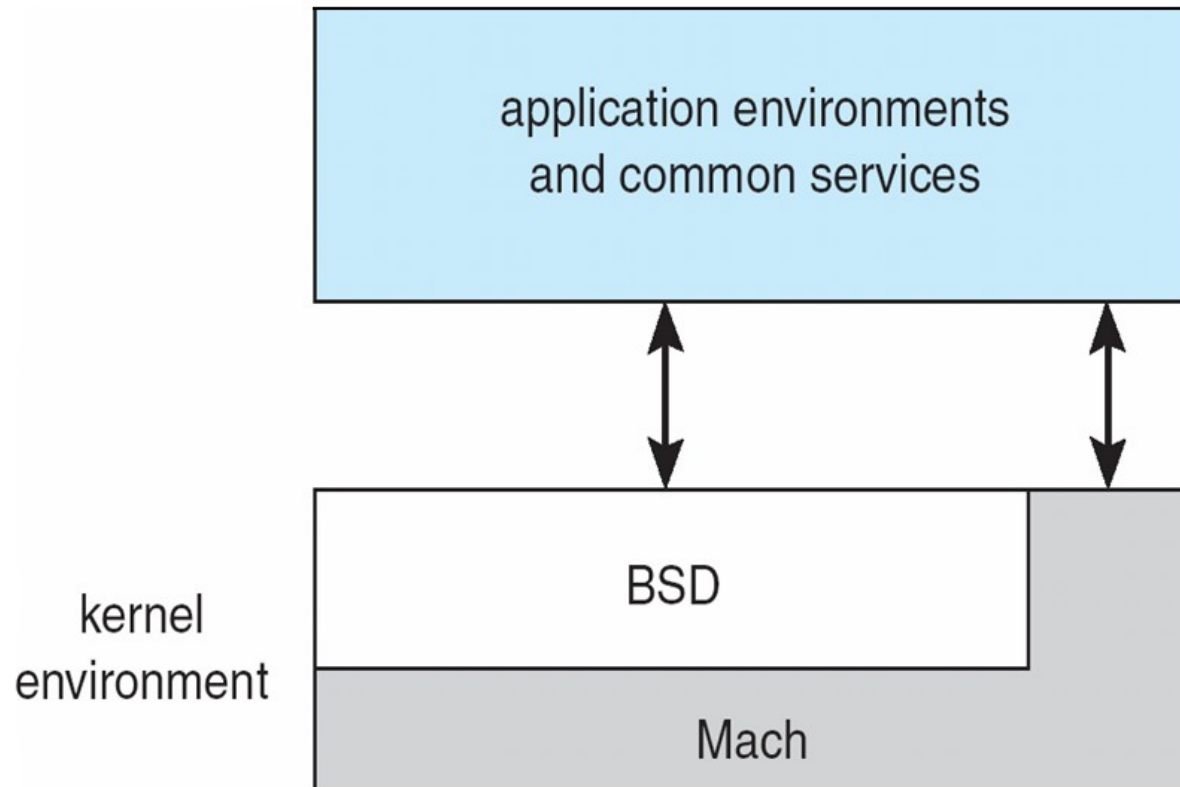 application environments
and common services
BSD
kernel
environment
Mach